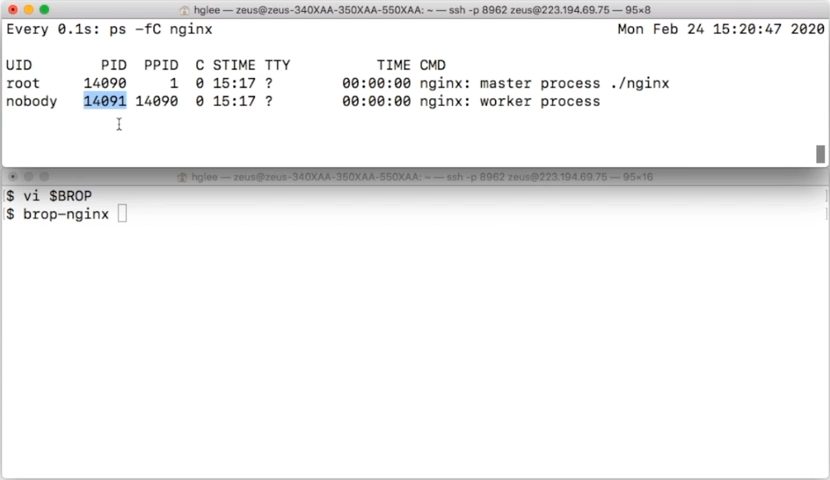 hglee — zeus@zeus-340XAA-350XAA-550XAA: ~ — ssh -p 8962 zeus@223.194.69.75 — 95×8
Every 0.1s: ps -fC nginx Mon Feb 24 15:20:47 2020
UID PID PPID C STIME TTY TIME CMD
root 14090 1 0 15:17 ? 00:00:00 nginx: master process ./nginx
nobody 14091 14090 0 15:17 ? 00:00:00 nginx: worker process
hglee — zeus@zeus-340XAA-350XAA-550XAA: ~ — ssh -p 8962 zeus@223.194.69.75 — 95×16
$ vi $BROP
$ brop-nginx